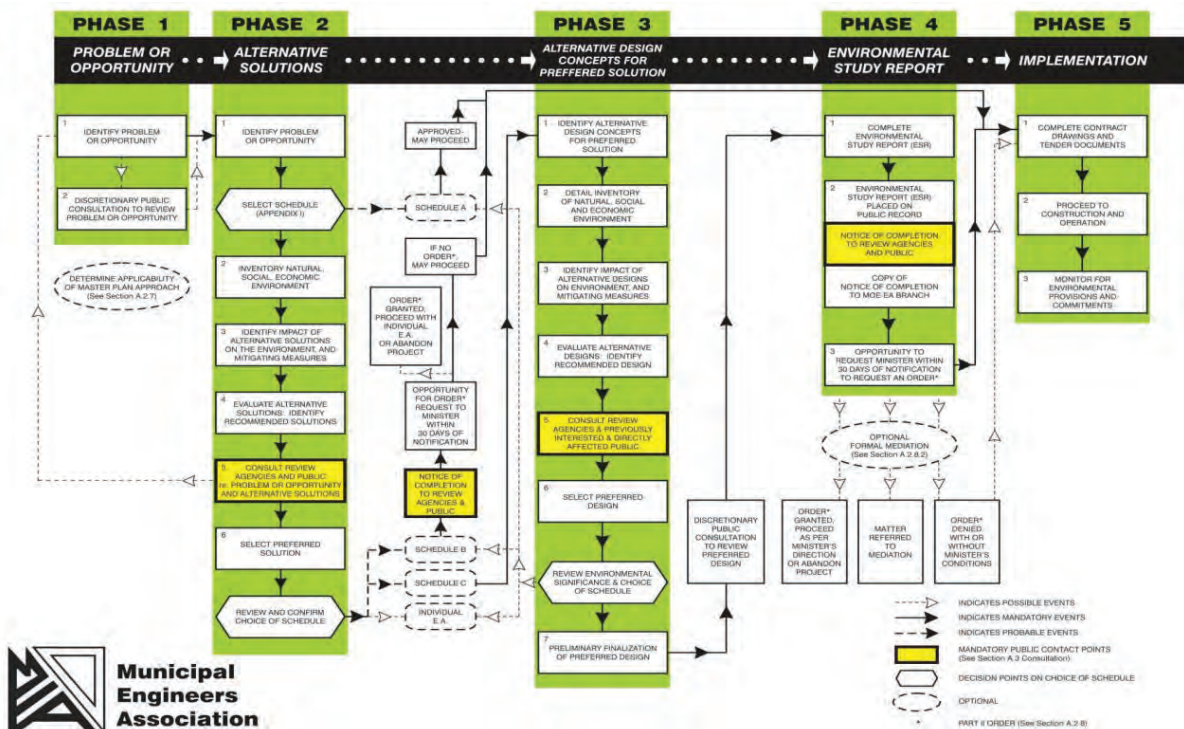 PHASE 1
PROBLEM OR
OPPORTUNITY
PHASE 2
ALTERNATIVE
SOLUTIONS
PHASE 3
ALTERNATIVE DESIGN
CONCEPTS FOR
PREFFERED SOLUTION
PHASE 4
ENVIRONMENTAL
STUDY REPORT
PHASE 5
IMPLEMENTATION
1
IDENTIFY PROBLEM
OR OPPORTUNITY
2
DISCRETIONARY PUBLIC
CONSULTATION TO REVIEW
PROBLEM OR OPPORTUNITY
DETERMINE APPLICABILITY
OF MASTER PLAN APPROACH
(See Section A.2.7)
1
IDENTIFY PROBLEM
OR OPPORTUNITY
SELECT SCHEDULE
(APPENDIX I)
2
INVENTORY NATURAL,
SOCIAL, ECONOMIC
ENVIRONMENT
3
IDENTIFY IMPACT OF
ALTERNATIVE SOLUTIONS
ON THE ENVIRONMENT, AND
MITIGATING MEASURES
4
EVALUATE ALTERNATIVE
SOLUTIONS: IDENTIFY
RECOMMENDED SOLUTIONS
5
CONSULT REVIEW
AGENCIES AND PUBLIC
re: PROBLEM OR OPPORTUNITY
AND ALTERNATIVE SOLUTIONS
6
SELECT PREFERRED
SOLUTION
REVIEW AND CONFIRM
CHOICE OF SCHEDULE
APPROVED-
MAY PROCEED
SCHEDULE A
IF NO
ORDER*,
MAY PROCEED
ORDER*
GRANTED,
PROCEED WITH
INDIVIDUAL
E.A.
OR ABANDON
PROJECT
OPPORTUNITY
FOR ORDER*
REQUEST TO
MINISTER
WITHIN
30 DAYS OF
NOTIFICATION
NOTICE OF
COMPLETION
TO REVIEW
AGENCIES &
PUBLIC
SCHEDULE B
SCHEDULE C
INDIVIDUAL
E.A.
1
IDENTIFY ALTERNATIVE
DESIGN CONCEPTS
FOR PREFERRED
SOLUTION
2
DETAIL INVENTORY
OF NATURAL, SOCIAL
AND ECONOMIC
ENVIRONMENT
3
IDENTIFY IMPACT OF
ALTERNATIVE DESIGNS
ON ENVIRONMENT, AND
MITIGATING MEASURES
4
EVALUATE ALTERNATIVE
DESIGNS: IDENTIFY
RECOMMENDED DESIGN
5
CONSULT REVIEW
AGENCIES & PREVIOUSLY
INTERESTED & DIRECTLY
AFFECTED PUBLIC
6
SELECT PREFERRED
DESIGN
REVIEW ENVIRONMENTAL
SIGNIFICANCE & CHOICE
OF SCHEDULE
7
PRELIMINARY FINALIZATION
OF PREFERRED DESIGN
DISCRETIONARY
PUBLIC
CONSULTATION
TO REVIEW
PREFERRED
DESIGN
1
COMPLETE
ENVIRONMENTAL
STUDY REPORT (ESR)
2
ENVIRONMENTAL
STUDY REPORT (ESR)
PLACED ON
PUBLIC RECORD
NOTICE OF COMPLETION
TO REVIEW AGENCIES
AND PUBLIC
COPY OF
NOTICE OF COMPLETION
TO MOE-EA BRANCH
3
OPPORTUNITY TO
REQUEST MINISTER WITHIN
30 DAYS OF NOTIFICATION
TO REQUEST AN ORDER*
OPTIONAL
FORMAL MEDIATION
(See Section A 2.8.2)
ORDER*
GRANTED,
PROCEED
AS PER
MINISTER'S
DIRECTION
OR ABANDON
PROJECT
MATTER
REFERRED
TO
MEDIATION
ORDER*
DENIED
WITH OR
WITHOUT
MINISTER'S
CONDITIONS
1
COMPLETE CONTRACT
DRAWINGS AND
TENDER DOCUMENTS
2
PROCEED TO
CONSTRUCTION AND
OPERATION
3
MONITOR FOR
ENVIRONMENTAL
PROVISIONS AND
COMMITMENTS
INDICATES POSSIBLE EVENTS
INDICATES MANDATORY EVENTS
INDICATES PROBABLE EVENTS
MANDATORY PUBLIC CONTACT POINTS
(See Section A.3 Consultation)
DECISION POINTS ON CHOICE OF SCHEDULE
OPTIONAL
* PART II ORDER (See Section A.2.8)
Municipal
Engineers
Association